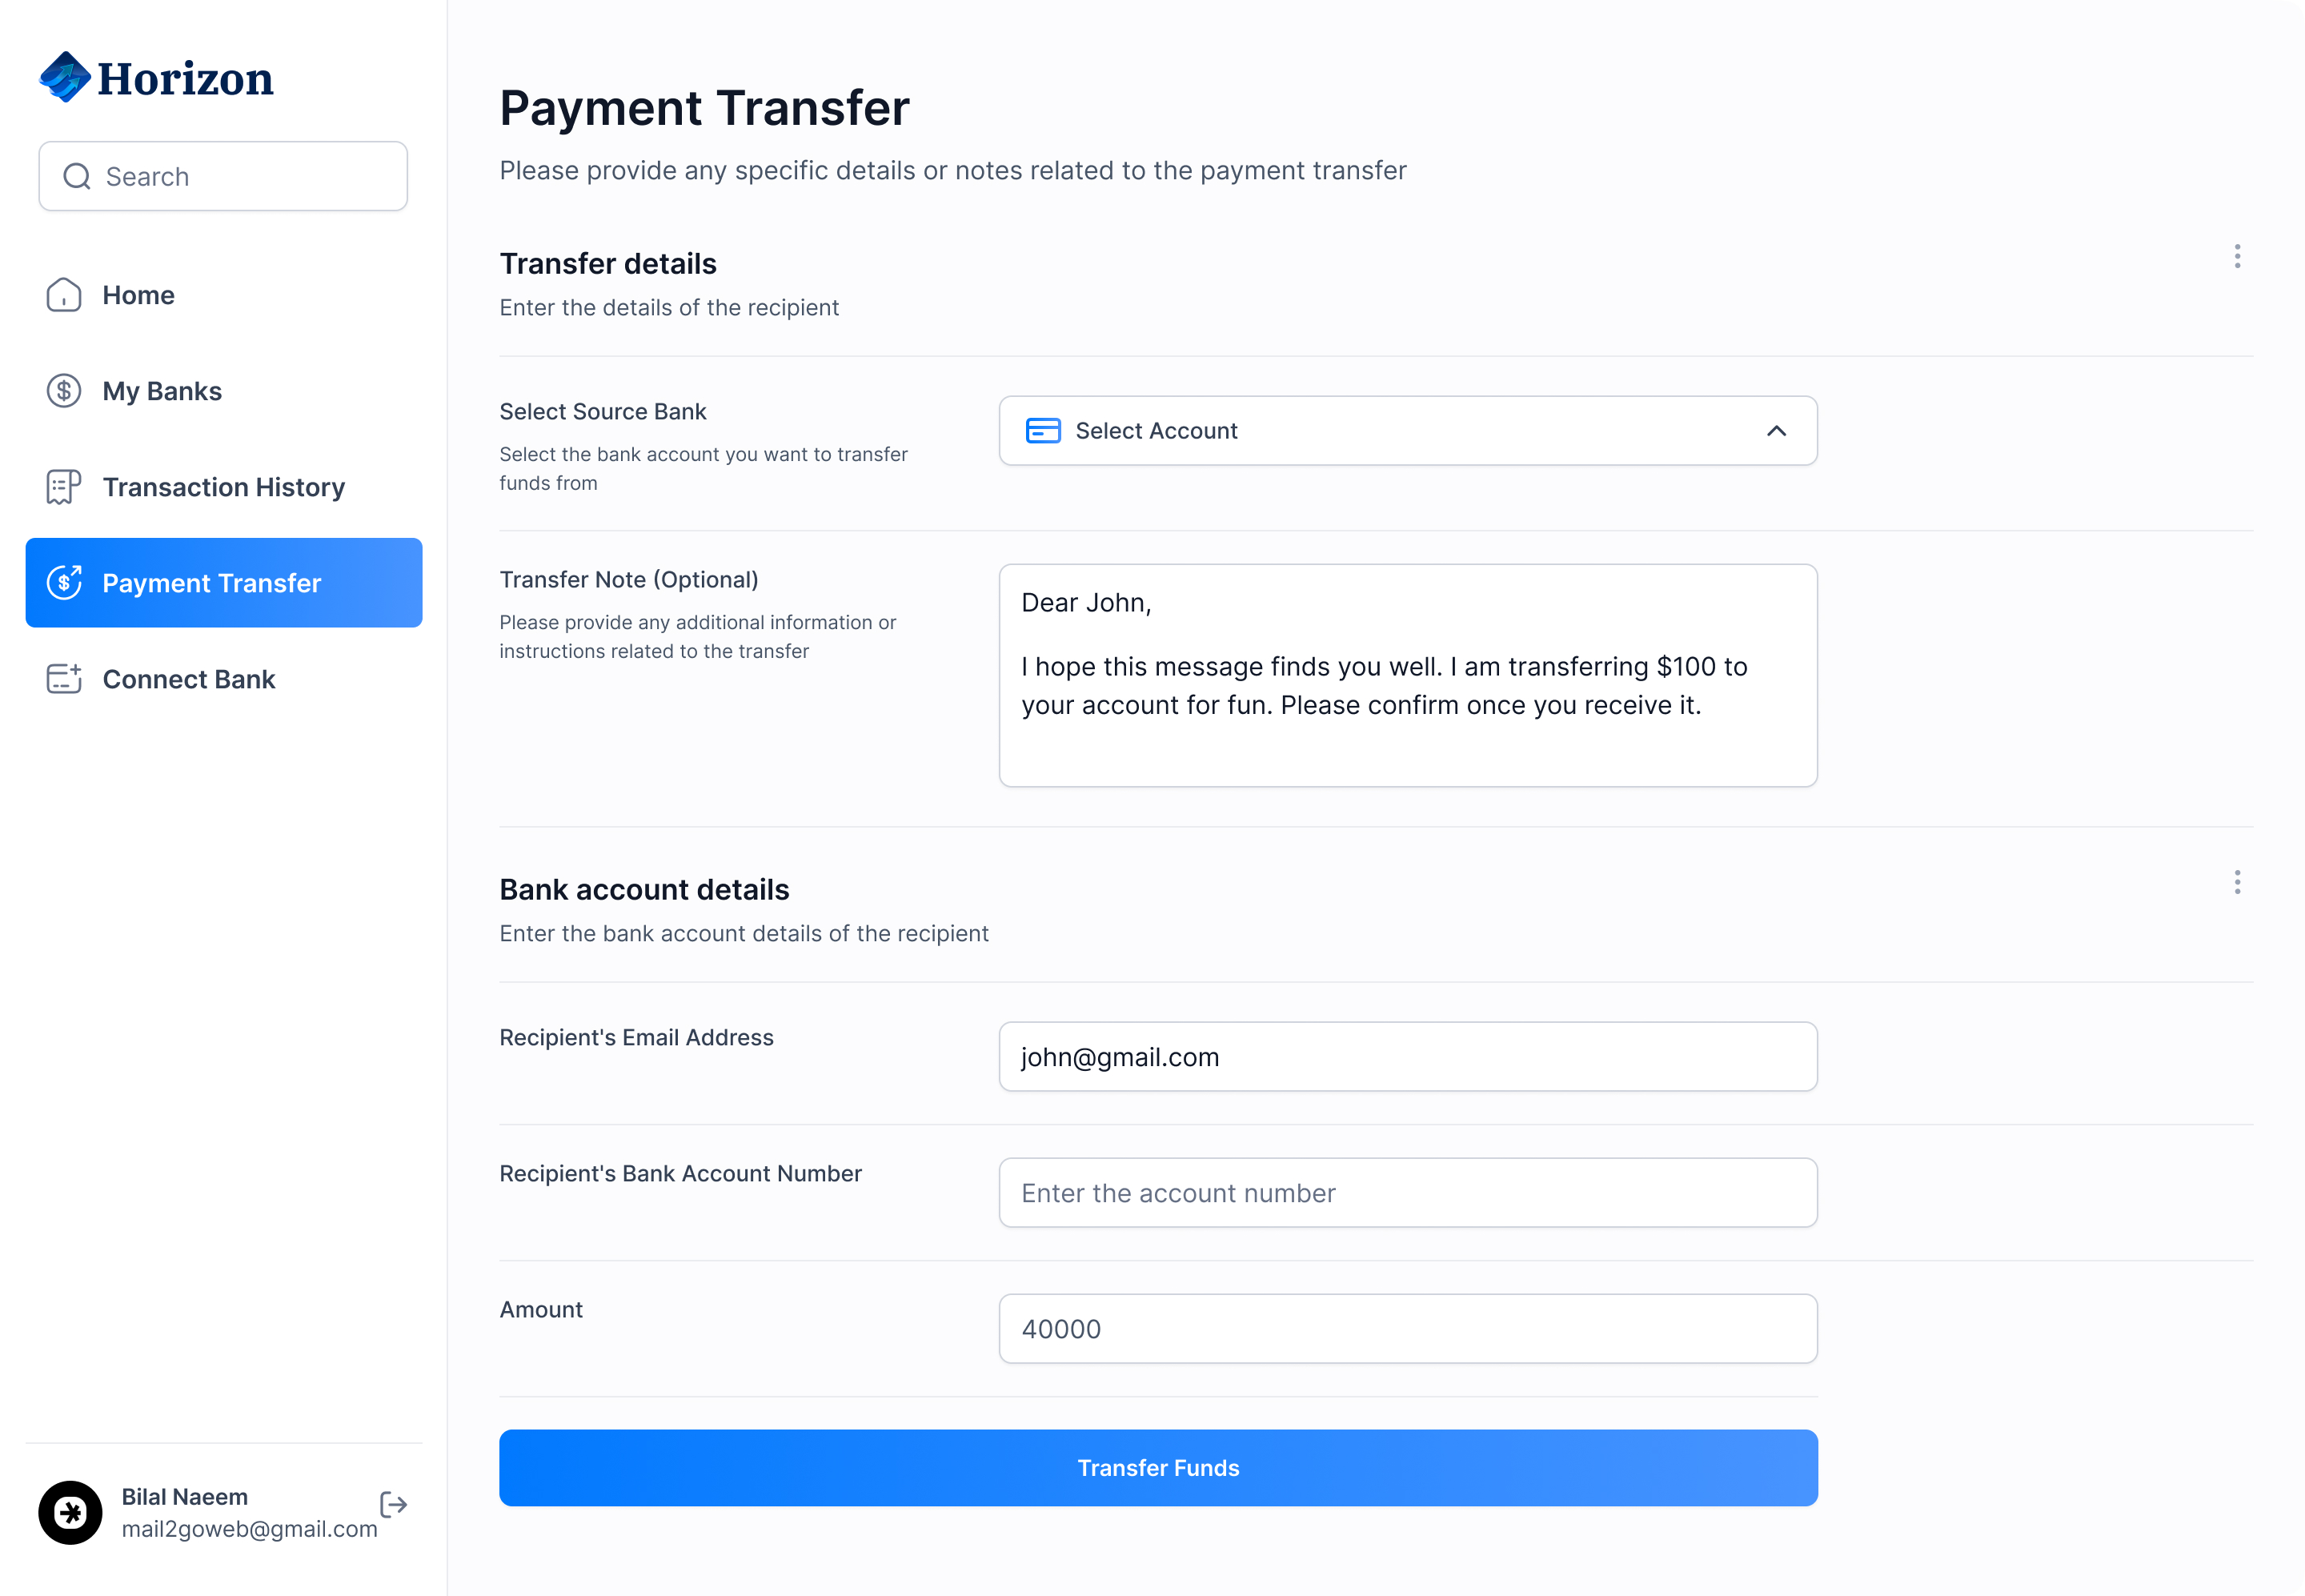 Horizon
Search
Home
My Banks
Transaction History
Payment Transfer
Connect Bank
Bilal Naeem
mail2goweb@gmail.com
Payment Transfer
Please provide any specific details or notes related to the payment transfer
Transfer details
Enter the details of the recipient
Select Source Bank
Select the bank account you want to transfer
funds from
Select Account
Transfer Note (Optional)
Please provide any additional information or
instructions related to the transfer
Dear John,
I hope this message finds you well. I am transferring $100 to
your account for fun. Please confirm once you receive it.
Bank account details
Enter the bank account details of the recipient
Recipient's Email Address
john@gmail.com
Recipient's Bank Account Number
Enter the account number
Amount
40000
Transfer Funds